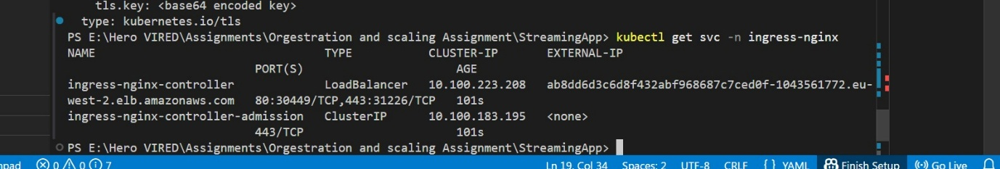 tls.key: <base64 encoded key>
type: kubernetes.io/tls
PS E:\Hero VIRED\Assignments\Orgestration and scaling Assignment\StreamingApp> kubectl get svc -n ingress-nginx
NAME TYPE CLUSTER-IP EXTERNAL-IP
PORT(S) AGE
ingress-nginx-controller LoadBalancer 10.100.223.208 ab8dd6d3c6d8f432abf968687c7ced0f-1043561772.eu-
west-2.elb.amazonaws.com 80:30449/TCP,443:31226/TCP 101s
ingress-nginx-controller-admission ClusterIP 10.100.183.195 <none>
443/TCP 101s
PS E:\Hero VIRED\Assignments\Orgestration and scaling Assignment\StreamingApp>
npad 0 0 7 Ln 19, Col 34 Spaces: 2 UTF-8 CRLF { } YAML Finish Setup Go Live